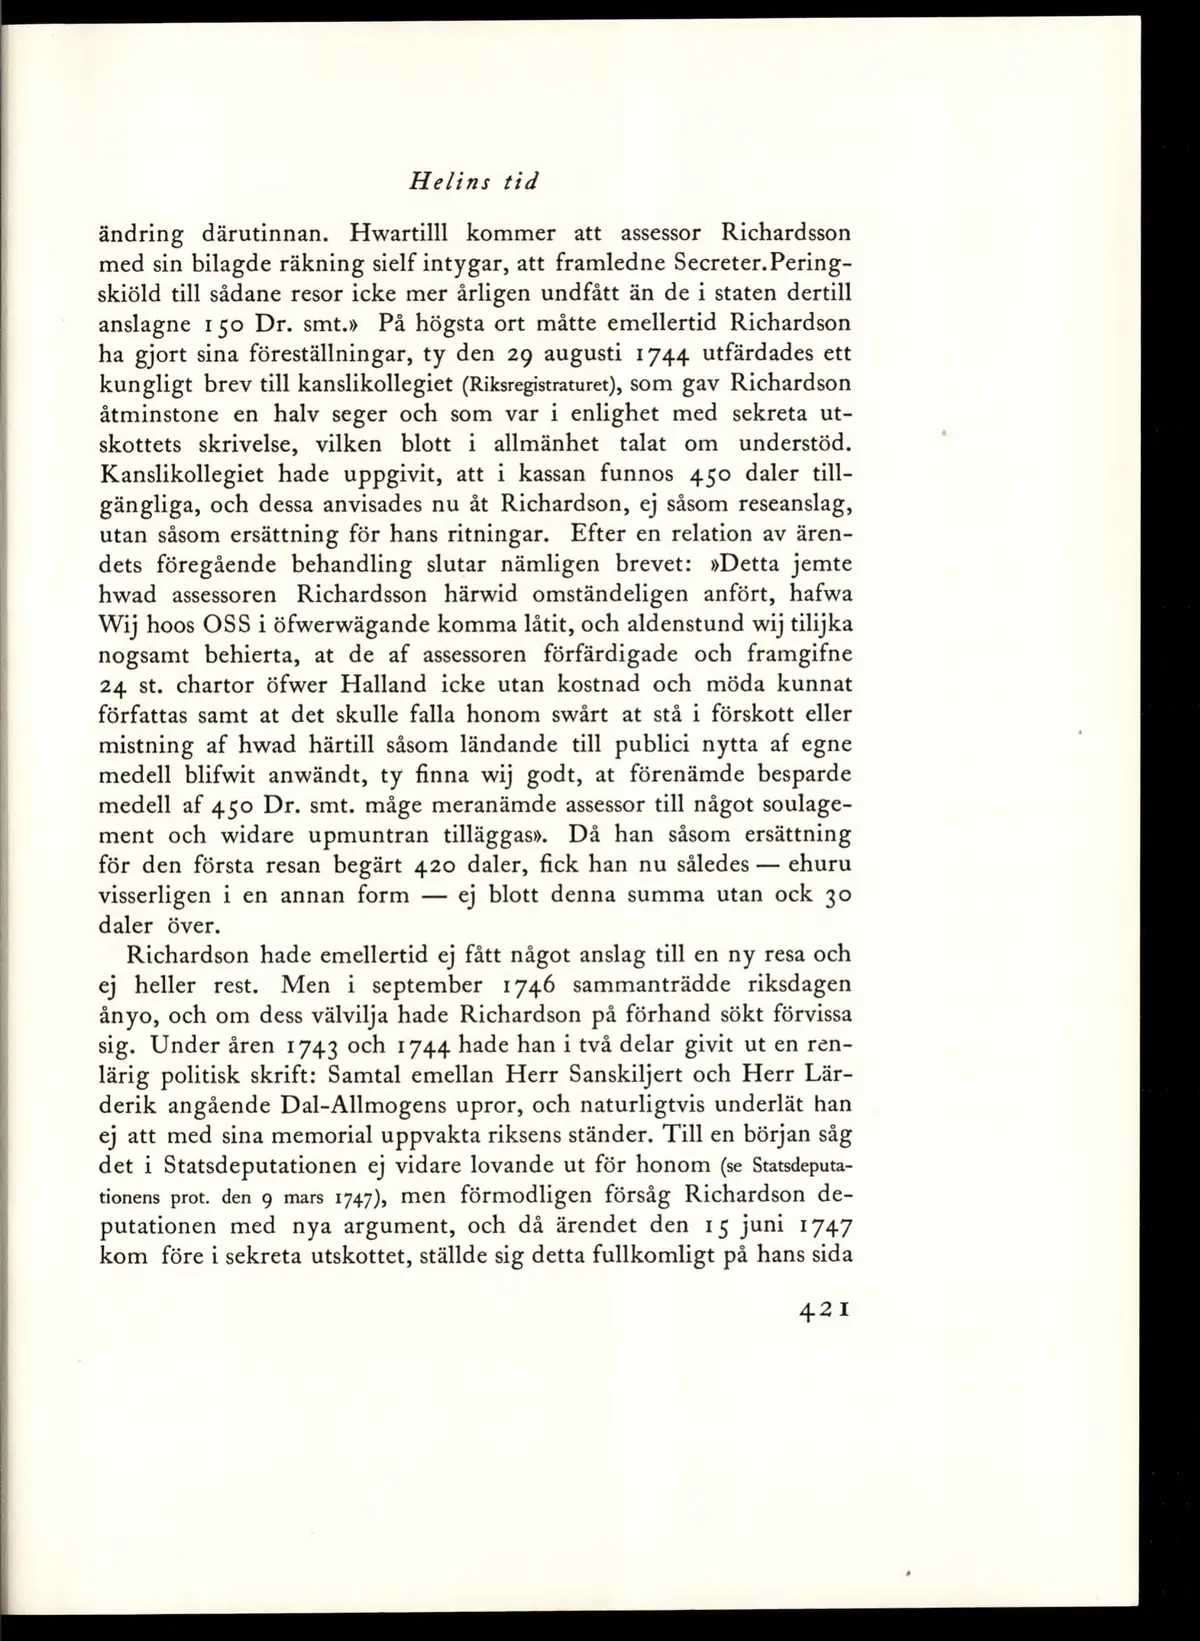 Helins tid
ändring därutinnan. Hwartilll kommer att assessor Richardsson
med sin bilagde räkning sielf intygar, att framledne Secreter.Pering-
skiöld till sådane resor icke mer årligen undfått än de i staten dertill
anslagne 150 Dr. smt.» På högsta ort måtte emellertid Richardson
ha gjort sina föreställningar, ty den 29 augusti 1744 utfärdades ett
kungligt brev till kanslikollegiet (Riksregistraturet), som gav Richardson
åtminstone en halv seger och som var i enlighet med sekreta ut-
skottets skrivelse, vilken blott i allmänhet talat om understöd.
Kanslikollegiet hade uppgivit, att i kassan funnos 450 daler till-
gängliga, och dessa anvisades nu åt Richardson, ej såsom reseanslag,
utan såsom ersättning för hans ritningar. Efter en relation av ären-
dets föregående behandling slutar nämligen brevet: »Detta jemte
hwad assessoren Richardsson härwid omständeligen anfört, hafwa
Wij hoos OSS i öfwerwägande komma låtit, och aldenstund wij tilijka
nogsamt behierta, at de af assessoren förfärdigade och framgifne
24 st. chartor öfwer Halland icke utan kostnad och möda kunnat
författas samt at det skulle falla honom swårt at stå i förskott eller
mistning af hwad härtill såsom ländande till publici nytta af egne
medell blifwit anwändt, ty finna wij godt, at förenämde besparde
medell af 450 Dr. smt. måge meranämde assessor till något soulage-
ment och widare upmuntran tilläggas». Då han såsom ersättning
för den första resan begärt 420 daler, fick han nu således — ehuru
visserligen i en annan form — ej blott denna summa utan ock 30
daler över.
Richardson hade emellertid ej fått något anslag till en ny resa och
ej heller rest. Men i september 1746 sammanträdde riksdagen
ånyo, och om dess välvilja hade Richardson på förhand sökt förvissa
sig. Under åren 1743 och 1744 hade han i två delar givit ut en ren-
lärig politisk skrift: Samtal emellan Herr Sanskiljert och Herr Lär-
derik angående Dal-Allmogens upror, och naturligtvis underlät han
ej att med sina memorial uppvakta riksens ständer. Till en början såg
det i Statsdeputationen ej vidare lovande ut för honom (se Statsdeputa-
tionens prot. den 9 mars 1747), men förmodligen försåg Richardson de-
putationen med nya argument, och då ärendet den 15 juni 1747
kom före i sekreta utskottet, ställde sig detta fullkomligt på hans sida
421